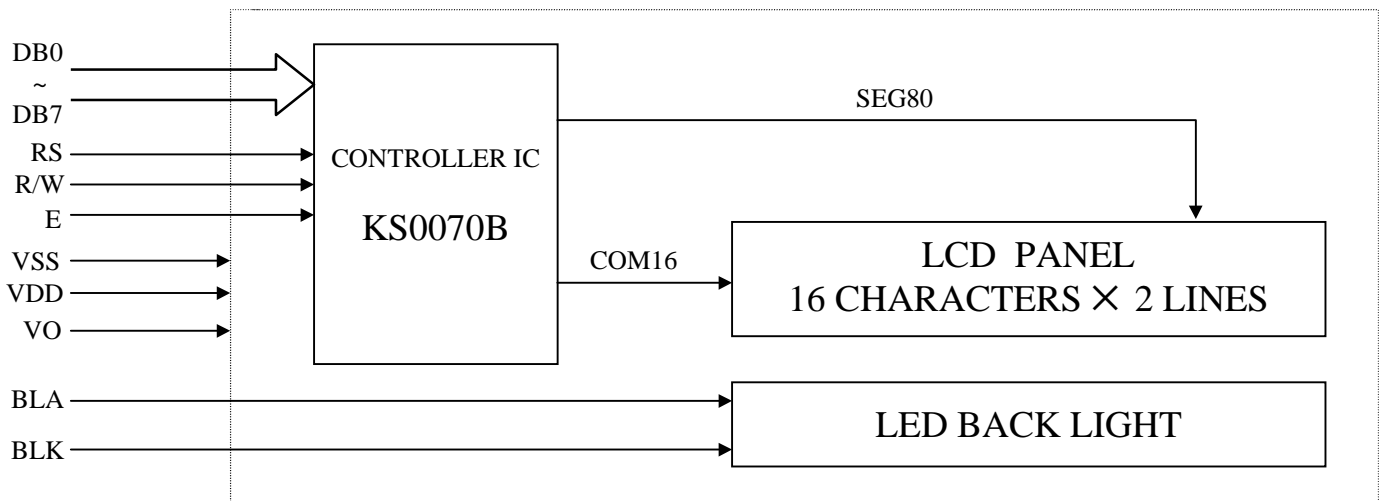 DB0
~
DB7
RS
R/W
E
VSS
VDD
VO
BLA
BLK
CONTROLLER IC
KS0070B
SEG80
COM16
LCD PANEL
16 CHARACTERS × 2 LINES
LED BACK LIGHT